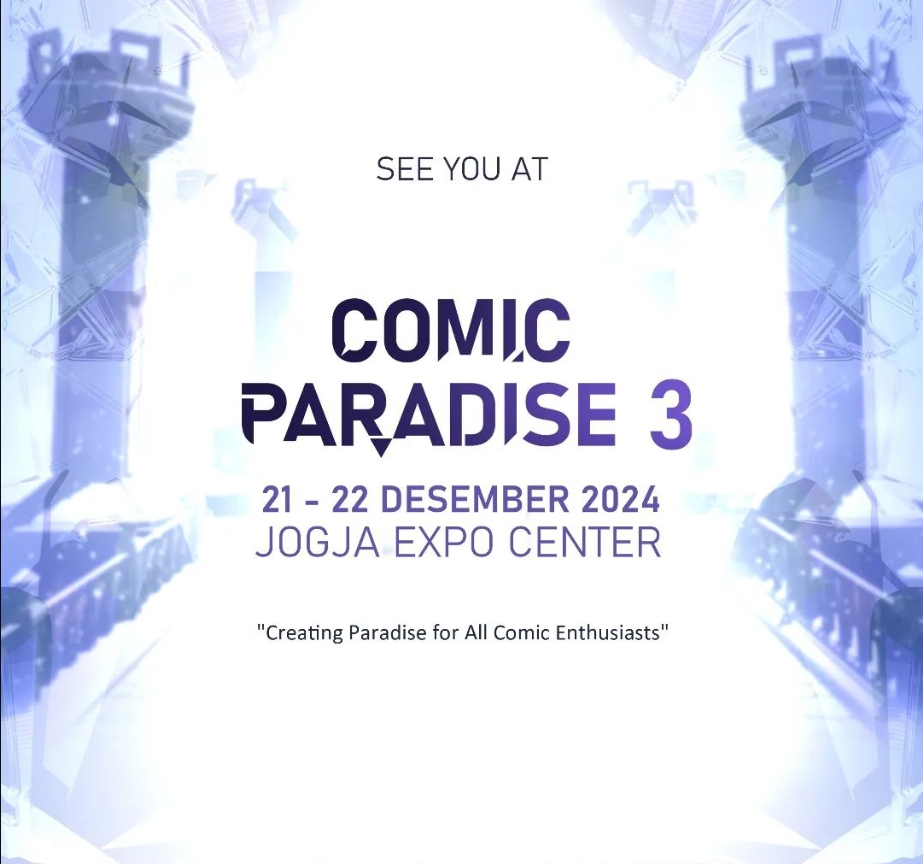 SEE YOU AT
COMIC
PARADISE 3
21 - 22 DESEMBER 2024
JOGJA EXPO CENTER
"Creating Paradise for All Comic Enthusiasts"